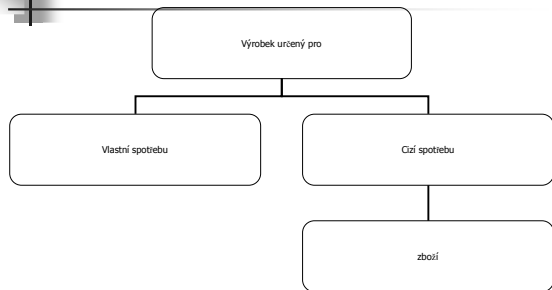 Výrobek určený pro
Vlastní spotřebu
Cizí spotřebu
zboží